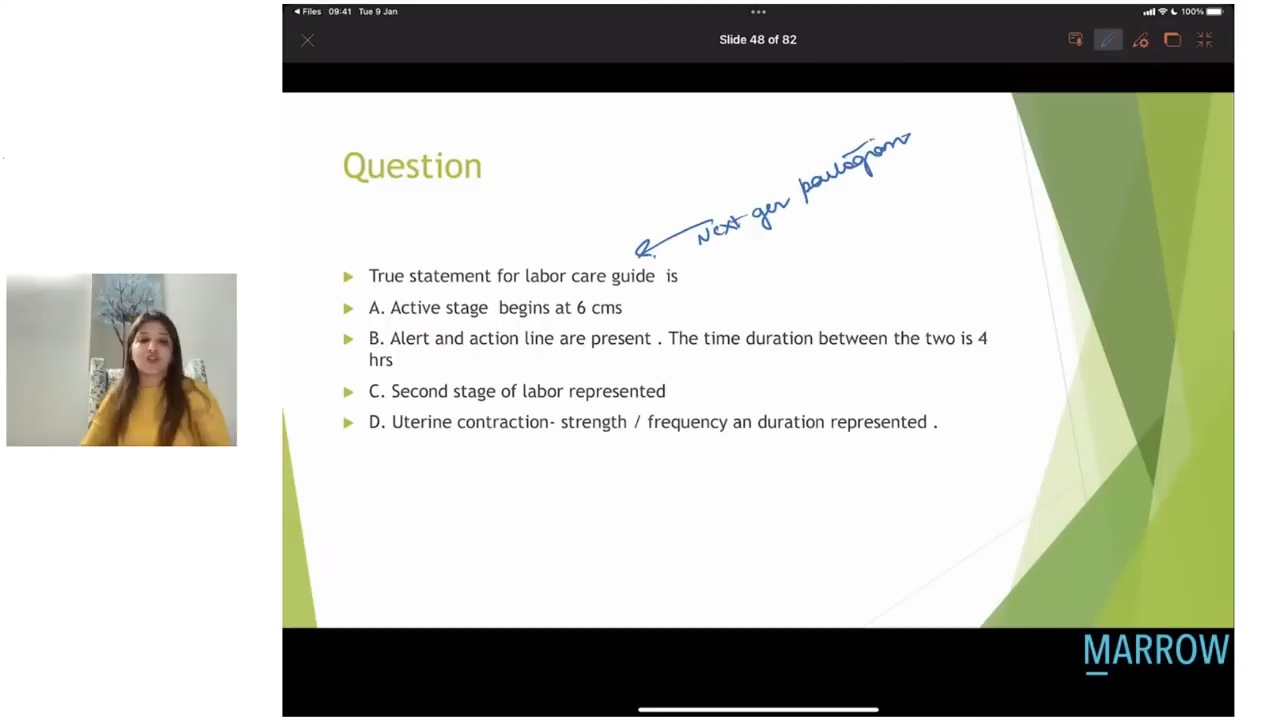 Files 09:41 Tue 9 Jan
100%
Slide 48 of 82
Question
Next gen partogram
True statement for labor care guide is
A. Active stage begins at 6 cms
B. Alert and action line are present . The time duration between the two is 4
hrs
C. Second stage of labor represented
D. Uterine contraction- strength / frequency an duration represented .
MARROW